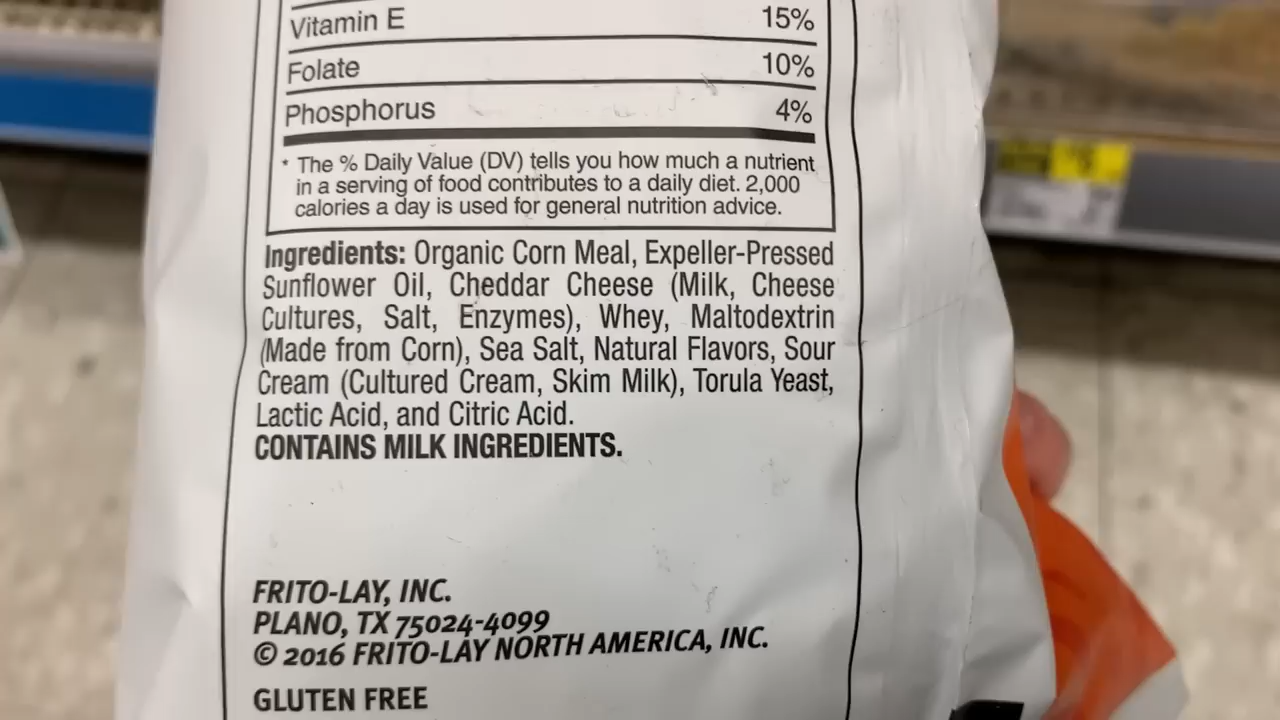 Vitamin E 15%
Folate 10%
Phosphorus 4%
* The % Daily Value (DV) tells you how much a nutrient
in a serving of food contributes to a daily diet. 2,000
calories a day is used for general nutrition advice.
Ingredients: Organic Corn Meal, Expeller-Pressed
Sunflower Oil, Cheddar Cheese (Milk, Cheese
Cultures, Salt, Enzymes), Whey, Maltodextrin
(Made from Corn), Sea Salt, Natural Flavors, Sour
Cream (Cultured Cream, Skim Milk), Torula Yeast,
Lactic Acid, and Citric Acid.
CONTAINS MILK INGREDIENTS.
FRITO-LAY, INC.
PLANO, TX 75024-4099
© 2016 FRITO-LAY NORTH AMERICA, INC.
GLUTEN FREE